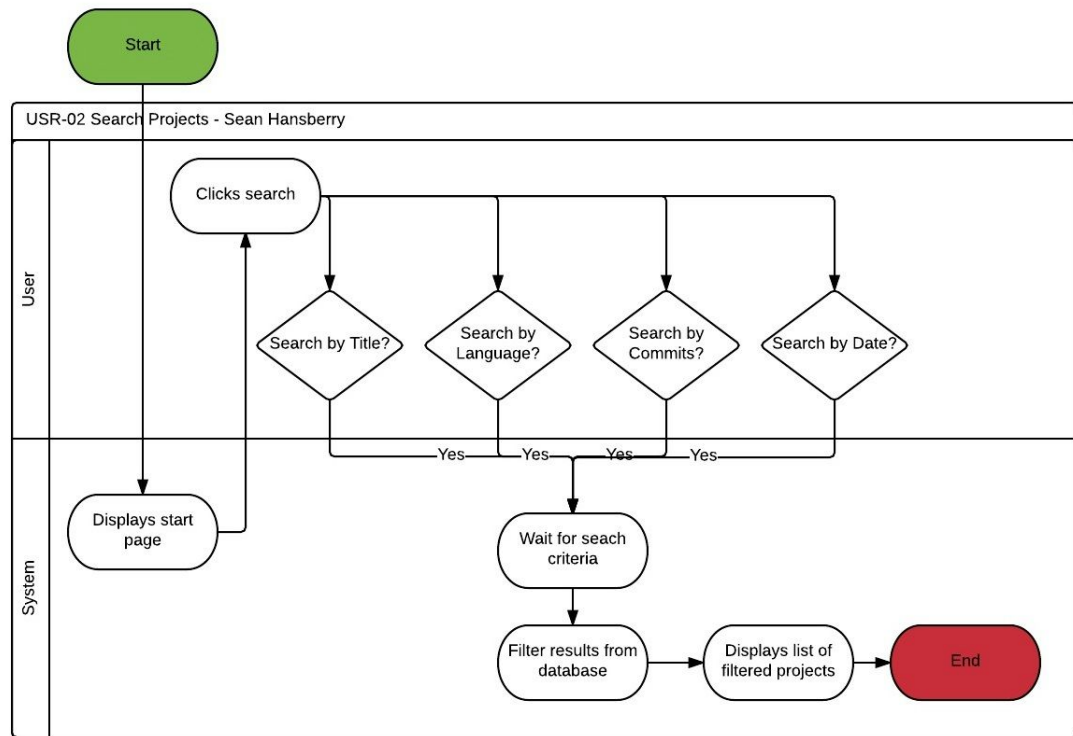 Start
USR-02 Search Projects - Sean Hansberry
User
Clicks search
Search by Title?
Search by
Language?
Search by
Commits?
Search by Date?
Yes
Yes
Yes
Yes
System
Displays start
page
Wait for seach
criteria
Filter results from
database
Displays list of
filtered projects
End